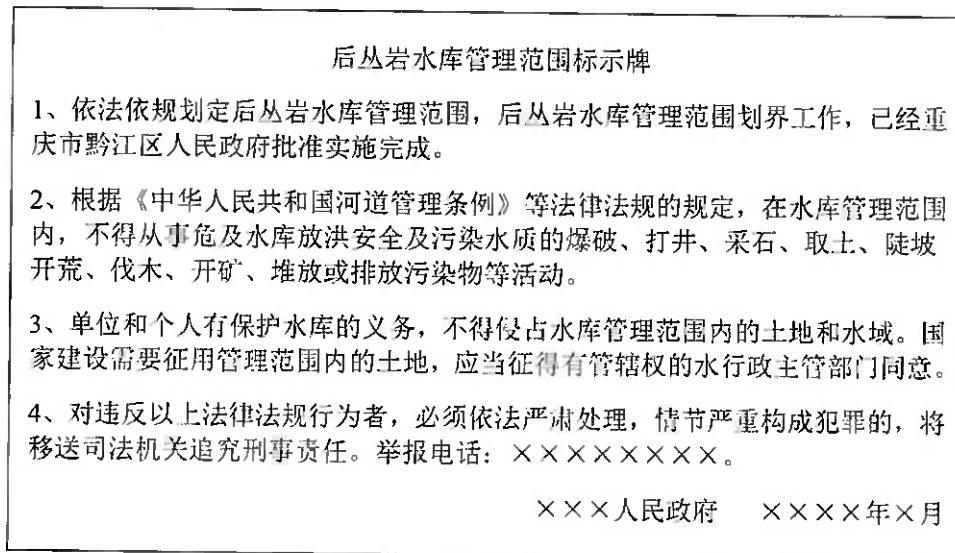 后丛岩水库管理范围标示牌
1、依法依规划定后丛岩水库管理范围，后丛岩水库管理范围划界工作，已经重
庆市黔江区人民政府批准实施完成。
2、根据《中华人民共和国河道管理条例》等法律法规的规定，在水库管理范围
内，不得从事危及水库放洪安全及污染水质的爆破、打井、采石、取土、陡坡
开荒、伐木、开矿、堆放或排放污染物等活动。
3、单位和个人有保护水库的义务，不得侵占水库管理范围内的土地和水域。国
家建设需要征用管理范围内的土地，应当征得有管辖权的水行政主管部门同意。
4、对违反以上法律法规行为者，必须依法严肃处理，情节严重构成犯罪的，将
移送司法机关追究刑事责任。举报电话：××××××××。
×××人民政府　××××年×月